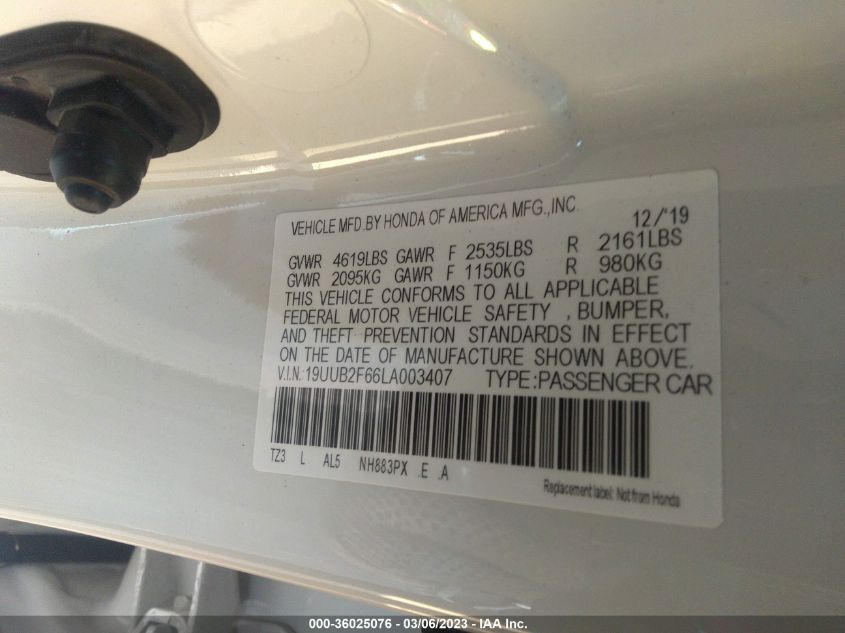 VEHICLE MFD.BY HONDA OF AMERICA MFG.,INC. 12/'19
GVWR 4619LBS GAWR F 2535LBS R 2161LBS
GVWR 2095KG GAWR F 1150KG R 980KG
THIS VEHICLE CONFORMS TO ALL APPLICABLE
FEDERAL MOTOR VEHICLE SAFETY , BUMPER,
AND THEFT PREVENTION STANDARDS IN EFFECT
ON THE DATE OF MANUFACTURE SHOWN ABOVE.
V.I.N: 19UUB2F66LA003407 TYPE:PASSENGER CAR
TZ3 L AL5 NH883PX .E .A
Replacement label: Not from Honda
000-36025076 - 03/06/2023 - © IAA Inc.